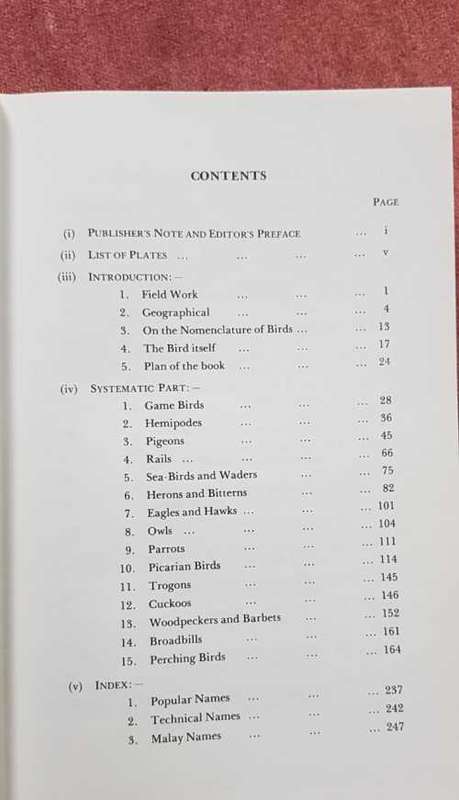 CONTENTS
PAGE
(i) PUBLISHER'S NOTE AND EDITOR'S PREFACE ... i
(ii) LIST OF PLATES ... ... ... ... v
(iii) INTRODUCTION:—
1. Field Work ... ... ... 1
2. Geographical ... ... ... 4
3. On the Nomenclature of Birds ... ... 13
4. The Bird itself ... ... ... 17
5. Plan of the book ... ... ... 24
(iv) SYSTEMATIC PART:—
1. Game Birds ... ... ... 28
2. Hemipodes ... ... ... 36
3. Pigeons ... ... ... 45
4. Rails ... ... ... ... 66
5. Sea-Birds and Waders ... ... 75
6. Herons and Bitterns ... ... 82
7. Eagles and Hawks ... ... ... 101
8. Owls ... ... ... ... 104
9. Parrots ... ... ... 111
10. Picarian Birds ... ... ... 114
11. Trogons ... ... ... 145
12. Cuckoos ... ... ... 146
13. Woodpeckers and Barbets ... ... 152
14. Broadbills ... ... ... 161
15. Perching Birds ... ... ... 164
(v) INDEX:—
1. Popular Names ... ... ... 237
2. Technical Names ... ... ... 242
3. Malay Names ... ... ... 247